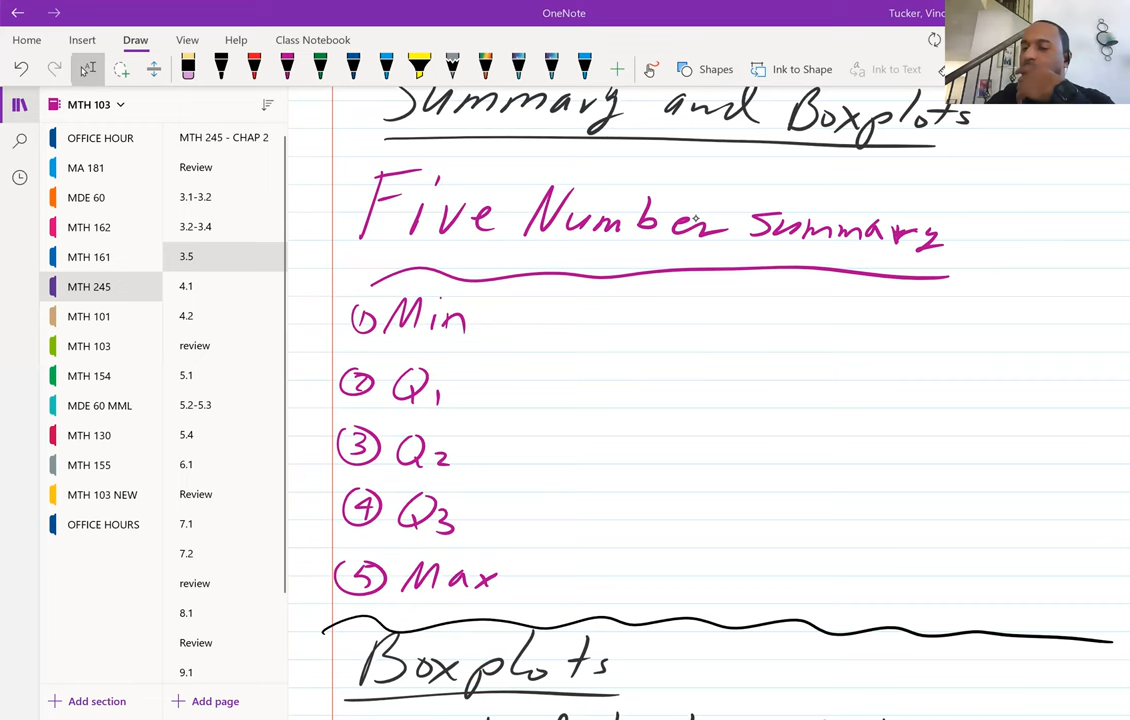 OneNote
Tucker, Vinc
Home Insert Draw View Help Class Notebook
Shapes Ink to Shape Ink to Text
MTH 103
OFFICE HOUR
MA 181
MDE 60
MTH 162
MTH 161
MTH 245
MTH 101
MTH 103
MTH 154
MDE 60 MML
MTH 130
MTH 155
MTH 103 NEW
OFFICE HOURS
Add section
MTH 245 - CHAP 2
Review
3.1-3.2
3.2-3.4
3.5
4.1
4.2
review
5.1
5.2-5.3
5.4
6.1
Review
7.1
7.2
review
8.1
Review
9.1
Add page
Summary and Boxplots
Five Number Summary
① Min
② Q1
③ Q2
④ Q3
⑤ Max
Boxplots